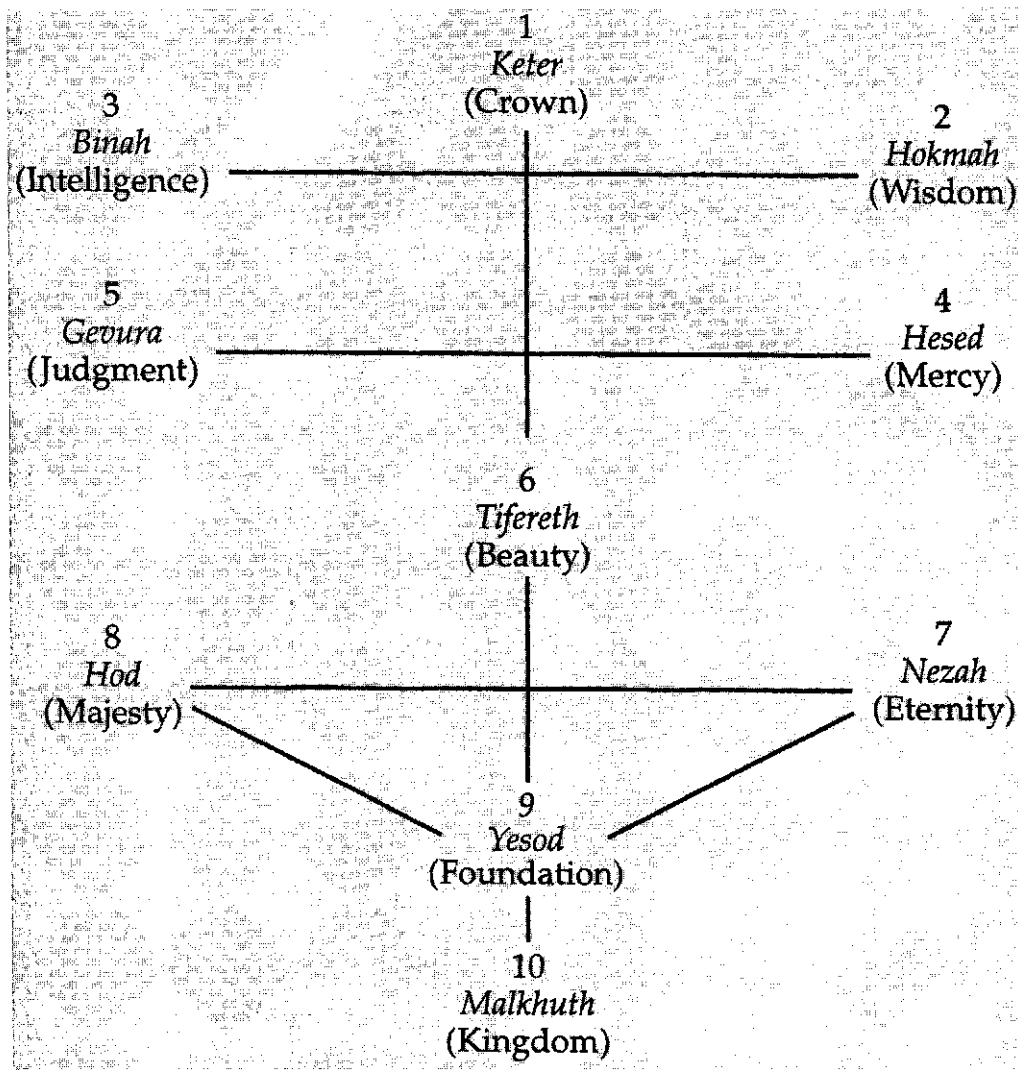 1
Keter
(Crown)
3
Binah
(Intelligence)
2
Hokmah
(Wisdom)
5
Gevura
(Judgment)
4
Hesed
(Mercy)
6
Tifereth
(Beauty)
8
Hod
(Majesty)
7
Nezah
(Eternity)
9
Yesod
(Foundation)
10
Malkhuth
(Kingdom)